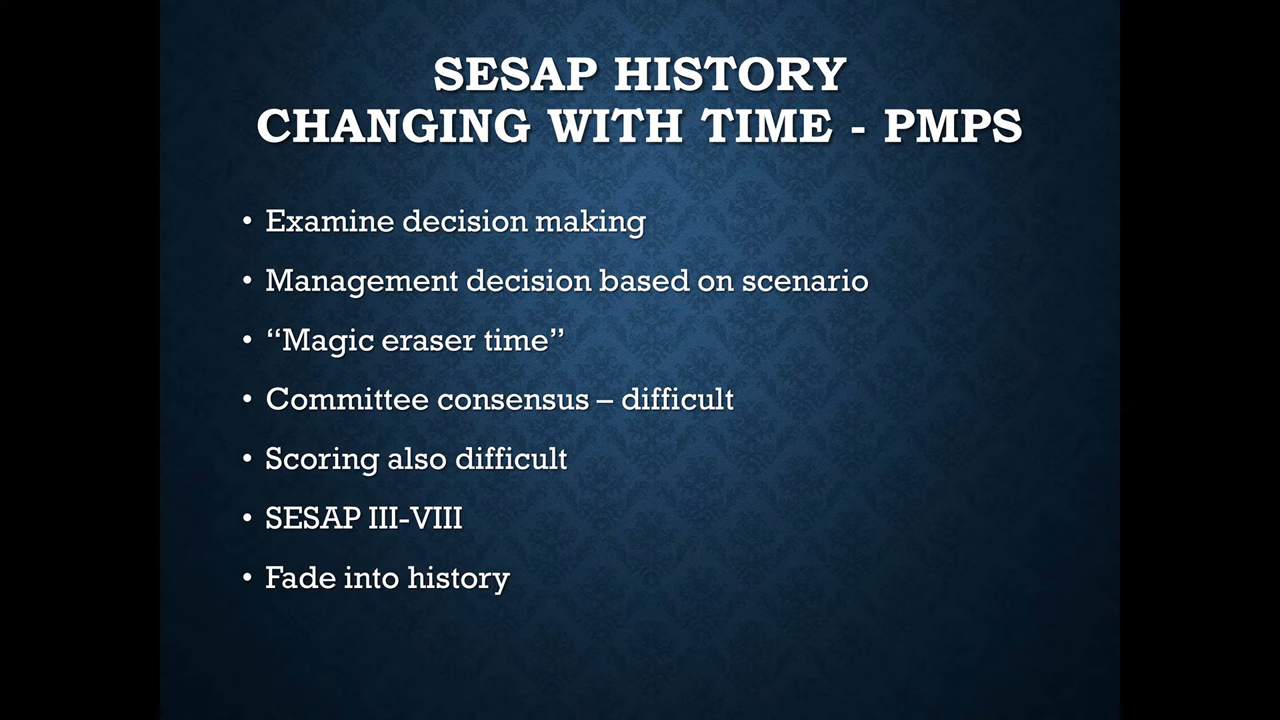 SESAP HISTORY
CHANGING WITH TIME - PMPS
• Examine decision making
• Management decision based on scenario
• “Magic eraser time”
• Committee consensus – difficult
• Scoring also difficult
• SESAP III-VIII
• Fade into history